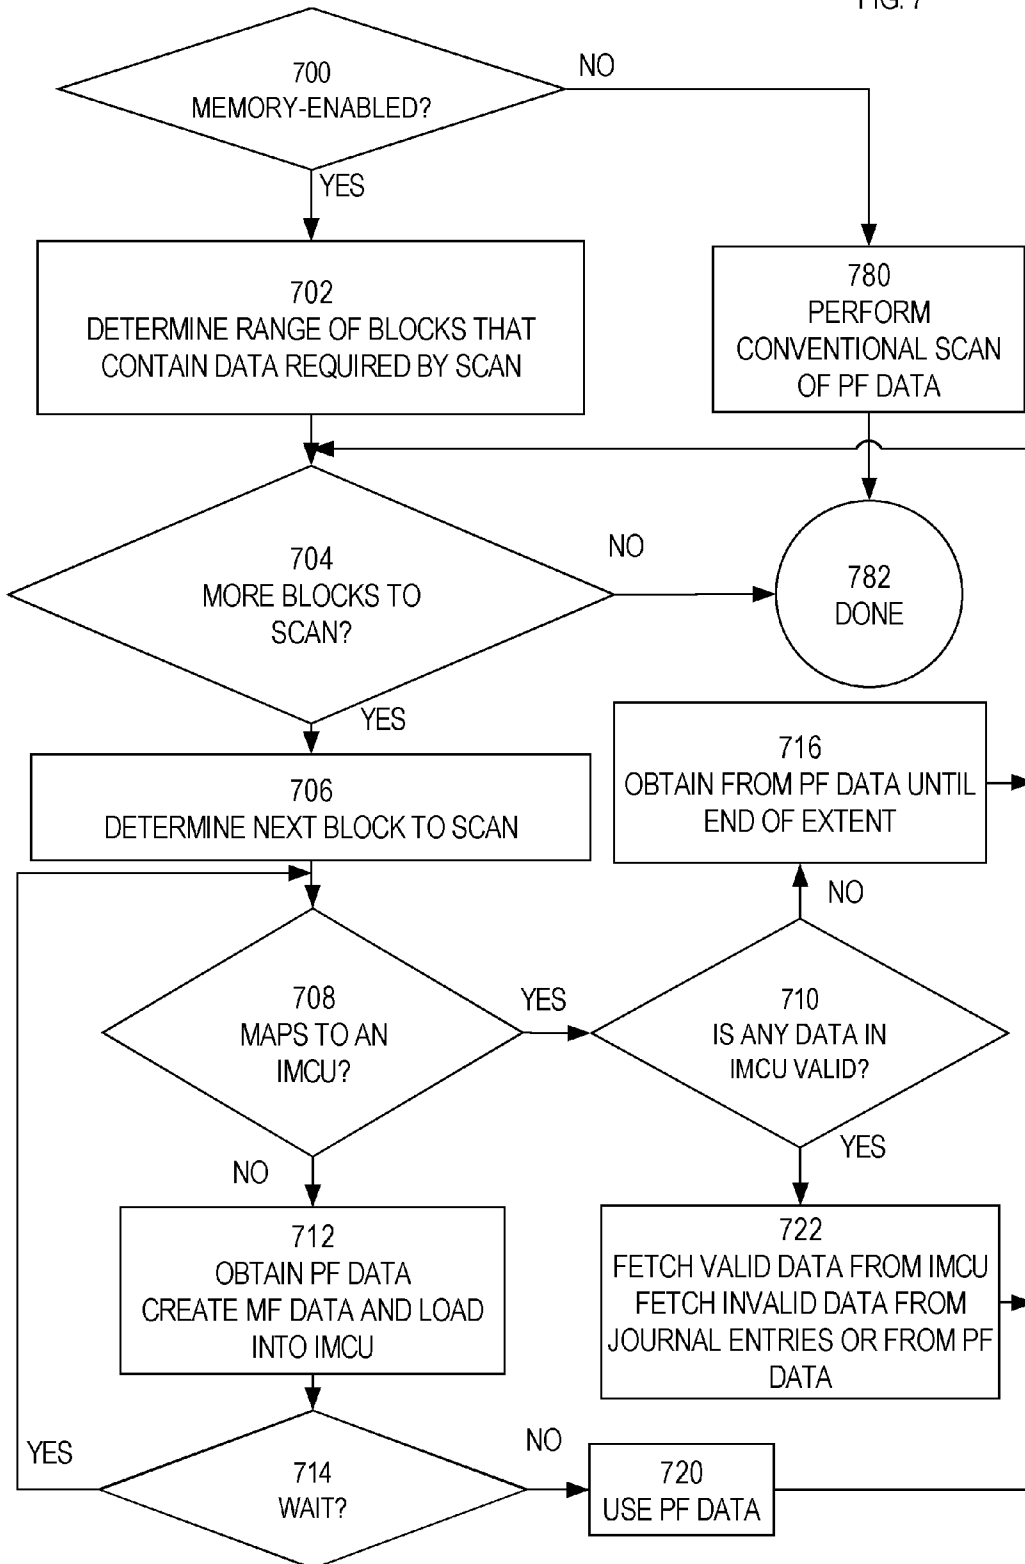 FIG. 7
700
MEMORY-ENABLED?
NO
YES
702
DETERMINE RANGE OF BLOCKS THAT
CONTAIN DATA REQUIRED BY SCAN
780
PERFORM
CONVENTIONAL SCAN
OF PF DATA
704
MORE BLOCKS TO
SCAN?
NO
782
DONE
YES
706
DETERMINE NEXT BLOCK TO SCAN
716
OBTAIN FROM PF DATA UNTIL
END OF EXTENT
NO
708
MAPS TO AN
IMCU?
YES
710
IS ANY DATA IN
IMCU VALID?
YES
NO
712
OBTAIN PF DATA
CREATE MF DATA AND LOAD
INTO IMCU
722
FETCH VALID DATA FROM IMCU
FETCH INVALID DATA FROM
JOURNAL ENTRIES OR FROM PF
DATA
YES
714
WAIT?
NO
720
USE PF DATA